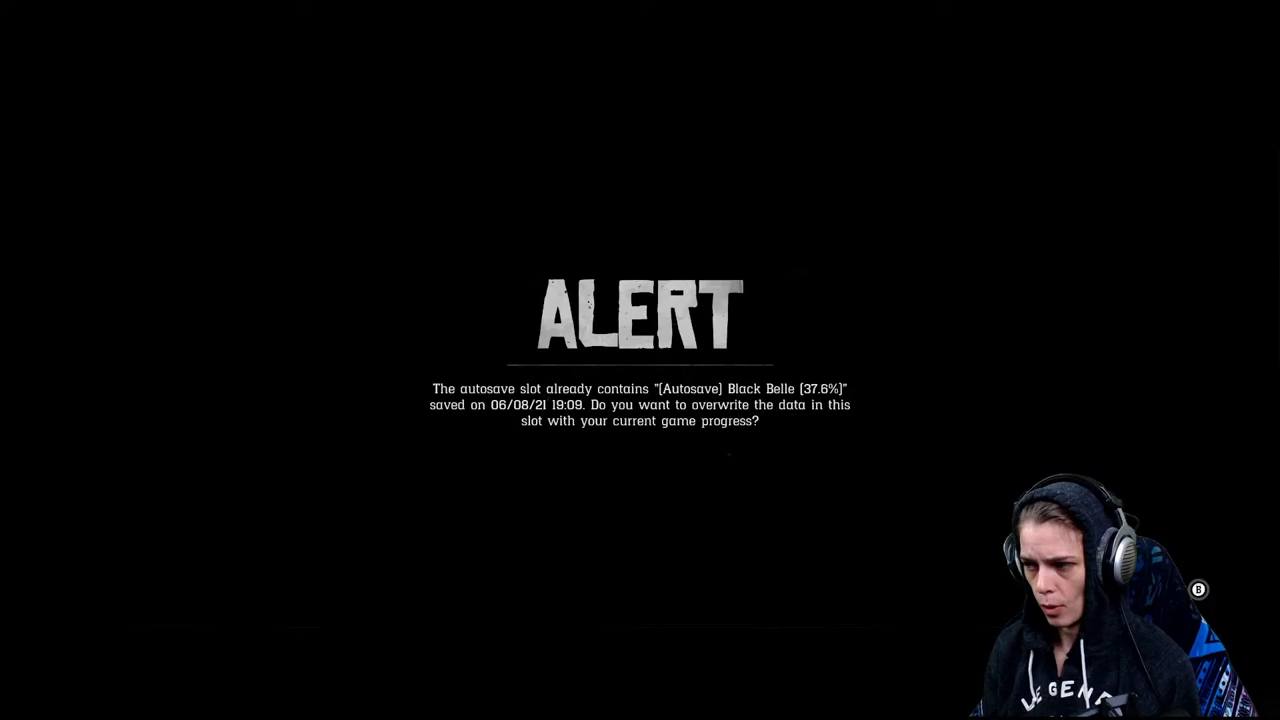 ALERT
The autosave slot already contains "(Autosave) Black Belle (37.6%)"
saved on 06/08/21 19:09. Do you want to overwrite the data in this
slot with your current game progress?
B